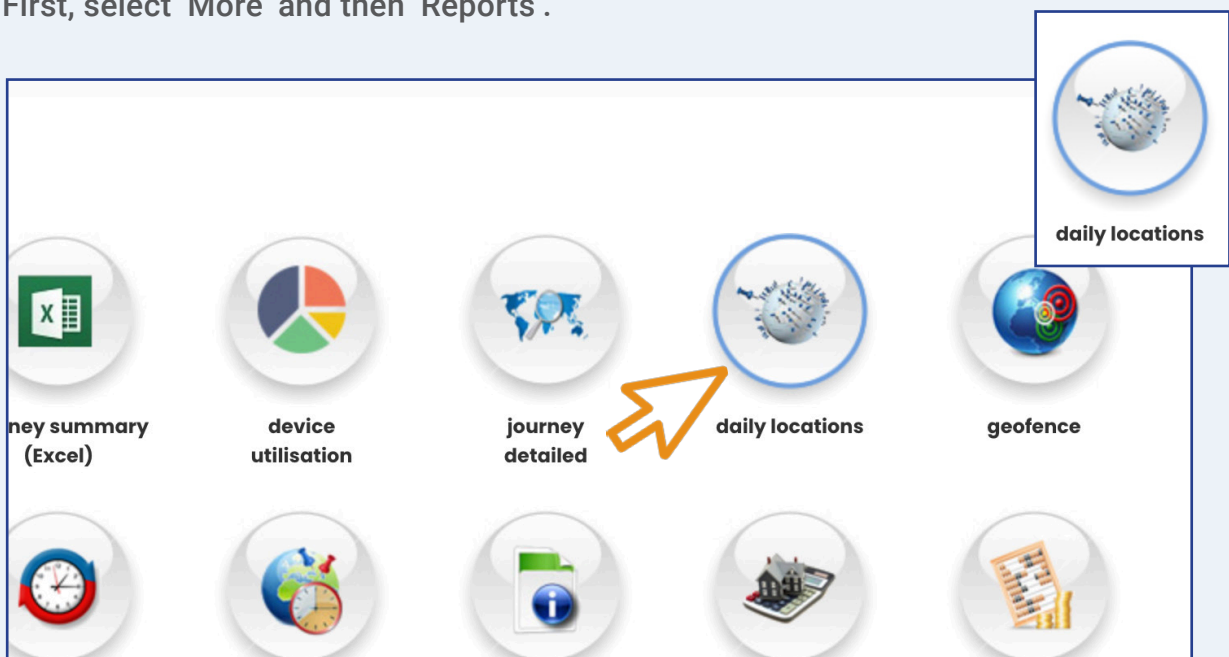 First, select 'More' and then 'Reports'.
daily locations
ney summary
(Excel)
device
utilisation
journey
detailed
daily locations
geofence